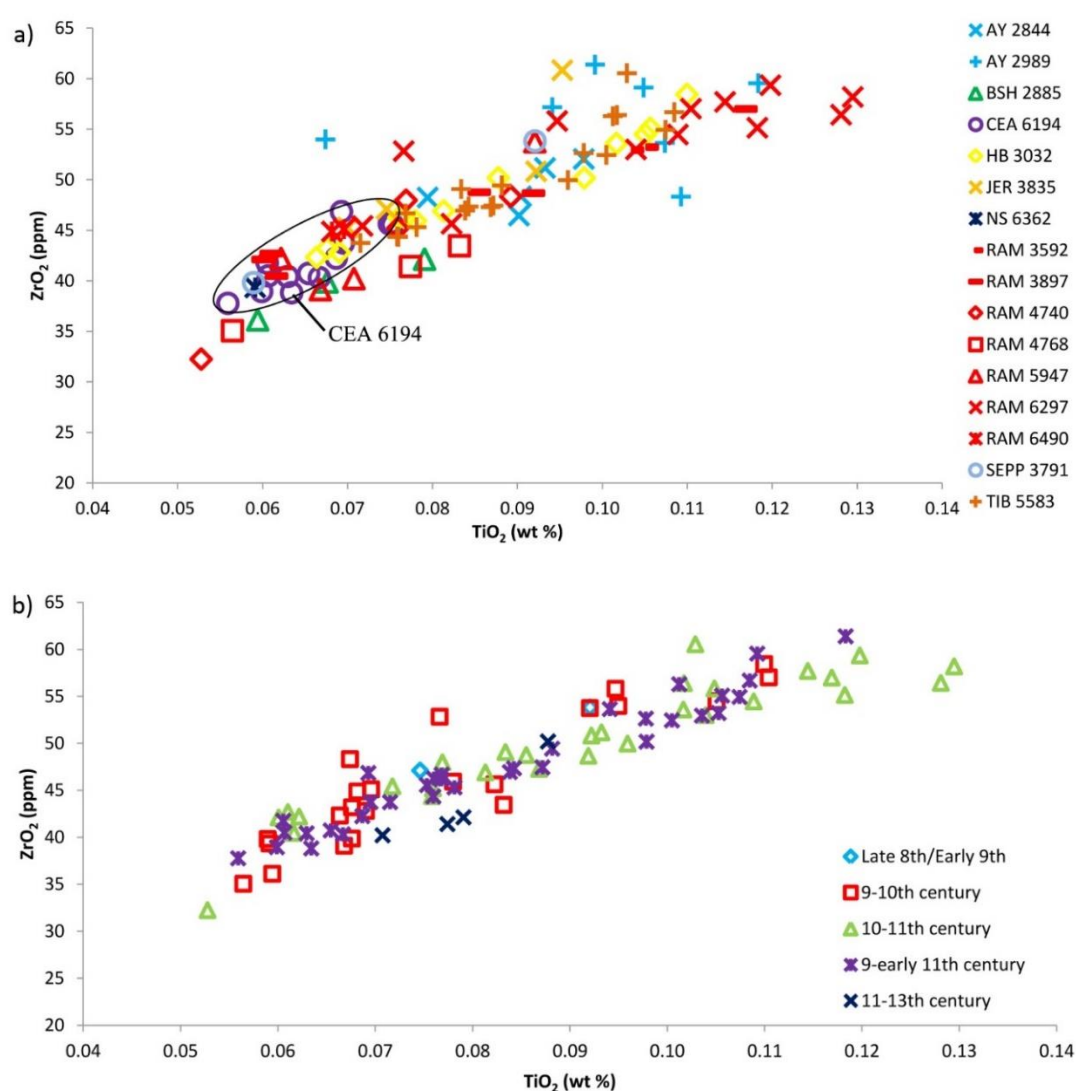 a)
65
60
55
50
45
40
35
30
25
20
ZrO2 (ppm)
0.04 0.05 0.06 0.07 0.08 0.09 0.10 0.11 0.12 0.13 0.14
TiO2 (wt %)
CEA 6194
AY 2844
AY 2989
BSH 2885
CEA 6194
HB 3032
JER 3835
NS 6362
RAM 3592
RAM 3897
RAM 4740
RAM 4768
RAM 5947
RAM 6297
RAM 6490
SEPP 3791
TIB 5583
b)
65
60
55
50
45
40
35
30
25
20
ZrO2 (ppm)
0.04 0.05 0.06 0.07 0.08 0.09 0.10 0.11 0.12 0.13 0.14
TiO2 (wt %)
Late 8th/Early 9th
9-10th century
10-11th century
9-early 11th century
11-13th century